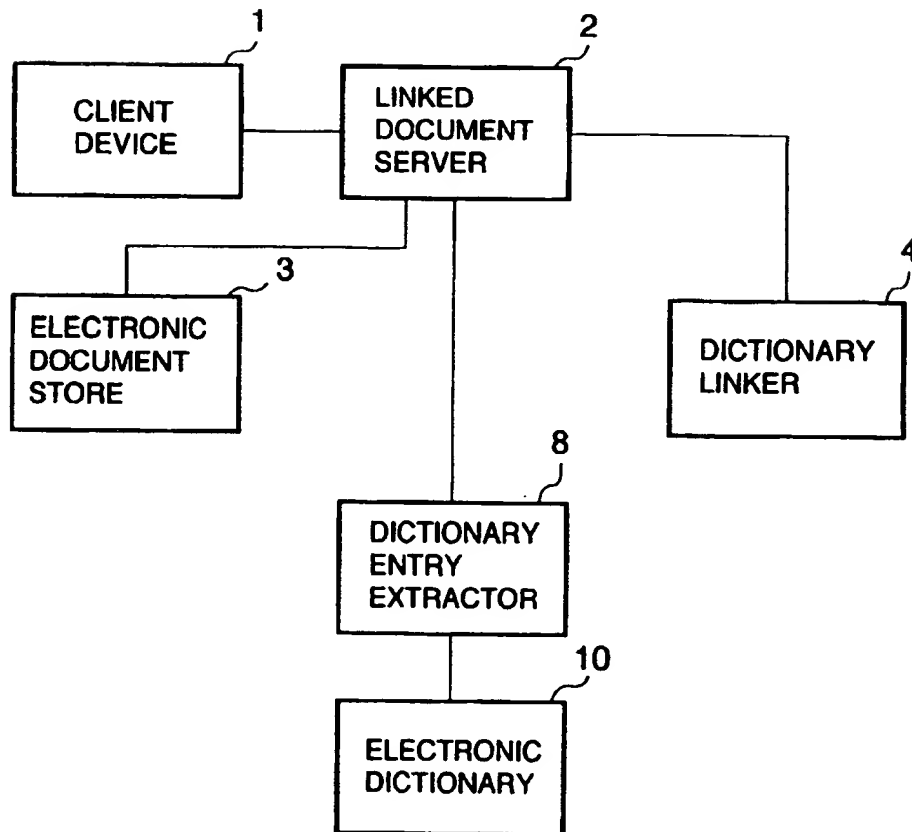 1
CLIENT
DEVICE
2
LINKED
DOCUMENT
SERVER
3
ELECTRONIC
DOCUMENT
STORE
4
DICTIONARY
LINKER
8
DICTIONARY
ENTRY
EXTRACTOR
10
ELECTRONIC
DICTIONARY